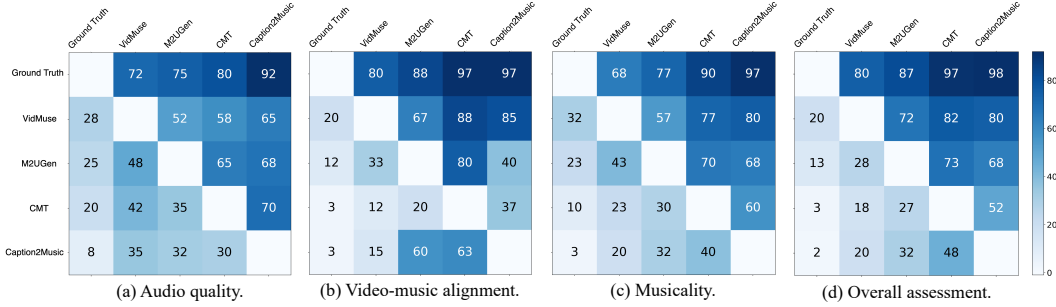 Ground Truth VidMuse M2UGen CMT Caption2Music Ground Truth VidMuse M2UGen CMT Caption2Music Ground Truth VidMuse M2UGen CMT Caption2Music Ground Truth VidMuse M2UGen CMT Caption2Music
Ground Truth 72 75 80 92 80 88 97 97 68 77 90 97 80 87 97 98 80
VidMuse 28 52 58 65 20 67 88 85 32 57 77 80 20 72 82 80 60
M2UGen 25 48 65 68 12 33 80 40 23 43 70 68 13 28 73 68 40
CMT 20 42 35 70 3 12 20 37 10 23 30 60 3 18 27 52 20
Caption2Music 8 35 32 30 3 15 60 63 3 20 32 40 2 20 32 48 0
(a) Audio quality. (b) Video-music alignment. (c) Musicality. (d) Overall assessment.